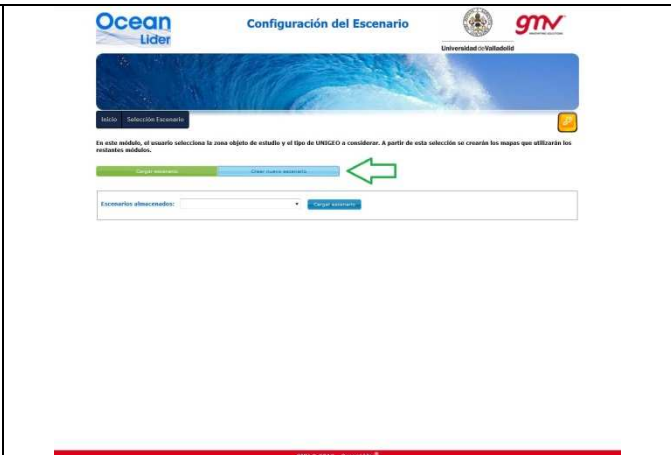 Ocean
Lider
Configuración del Escenario
Universidad de Valladolid
gmv
Inicio Selección Escenario
En este módulo, el usuario selecciona la zona objeto de estudio y el tipo de UNIGEO a considerar. A partir de esta selección se crearán los mapas que utilizarán los
restantes módulos.
Cargar escenario Crear nuevo escenario
Escenarios almacenados: Cargar escenario